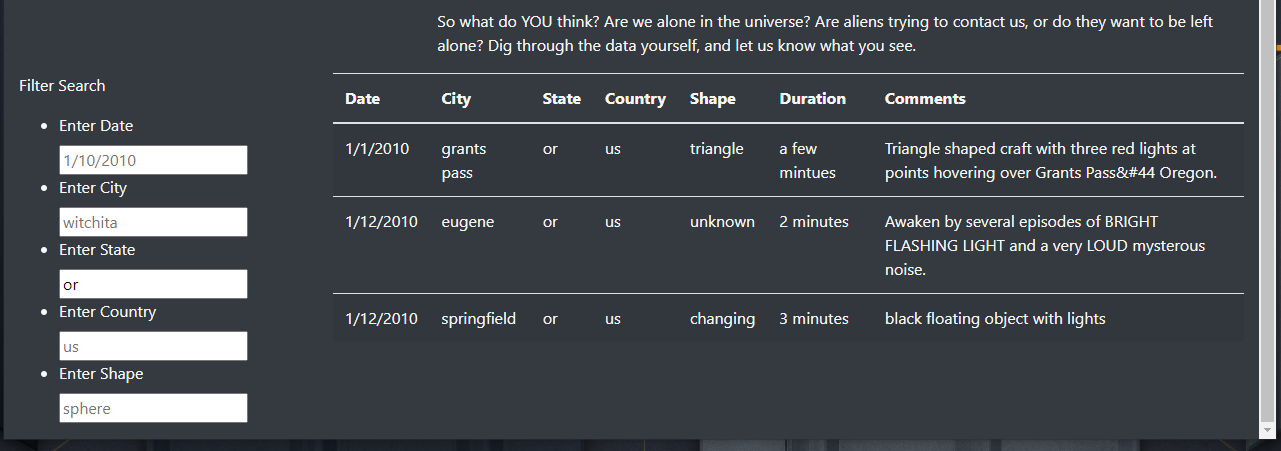 So what do YOU think? Are we alone in the universe? Are aliens trying to contact us, or do they want to be left
alone? Dig through the data yourself, and let us know what you see.
Filter Search
Enter Date
1/10/2010
Enter City
witchita
Enter State
or
Enter Country
us
Enter Shape
sphere
Date City State Country Shape Duration Comments
1/1/2010 grants or us triangle a few Triangle shaped craft with three red lights at
pass mintues points hovering over Grants Pass&#44 Oregon.
1/12/2010 eugene or us unknown 2 minutes Awaken by several episodes of BRIGHT
FLASHING LIGHT and a very LOUD mysterous
noise.
1/12/2010 springfield or us changing 3 minutes black floating object with lights